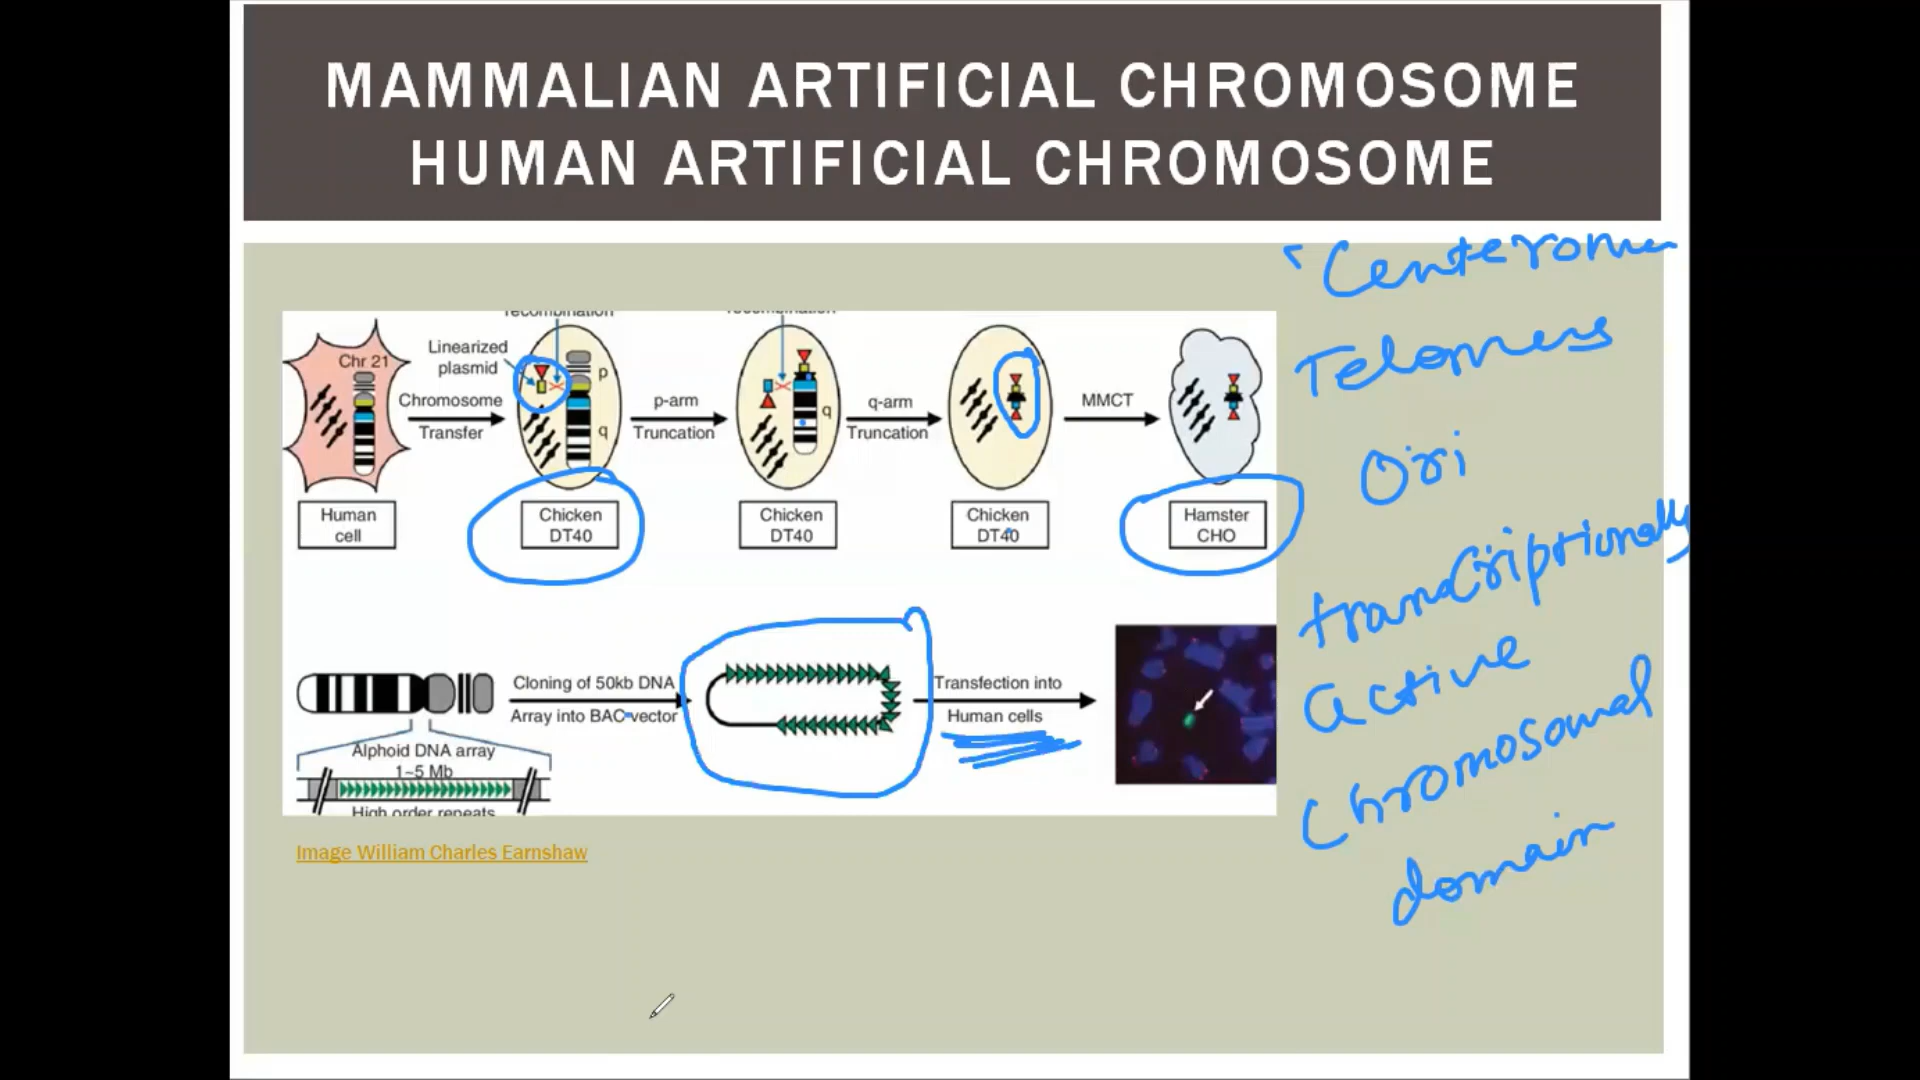 MAMMALIAN ARTIFICIAL CHROMOSOME
HUMAN ARTIFICIAL CHROMOSOME
recombination
recombination
Linearized
plasmid
Chr 21
p
q
q
Chromosome
Transfer
p-arm
Truncation
q-arm
Truncation
MMCT
Human
cell
Chicken
DT40
Chicken
DT40
Chicken
DT40
Hamster
CHO
Cloning of 50kb DNA
Array into BAC vector
Transfection into
Human cells
Alphoid DNA array
1~5 Mb
High order repeats
Image William Charles Earnshaw
Centerome
Telomers
Ori
transcriptionally
active
Chromosomal
domain